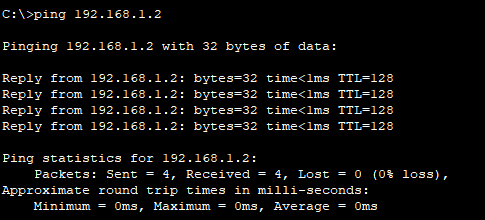 C:\>ping 192.168.1.2
Pinging 192.168.1.2 with 32 bytes of data:
Reply from 192.168.1.2: bytes=32 time<1ms TTL=128
Reply from 192.168.1.2: bytes=32 time<1ms TTL=128
Reply from 192.168.1.2: bytes=32 time<1ms TTL=128
Reply from 192.168.1.2: bytes=32 time<1ms TTL=128
Ping statistics for 192.168.1.2:
    Packets: Sent = 4, Received = 4, Lost = 0 (0% loss),
Approximate round trip times in milli-seconds:
    Minimum = 0ms, Maximum = 0ms, Average = 0ms